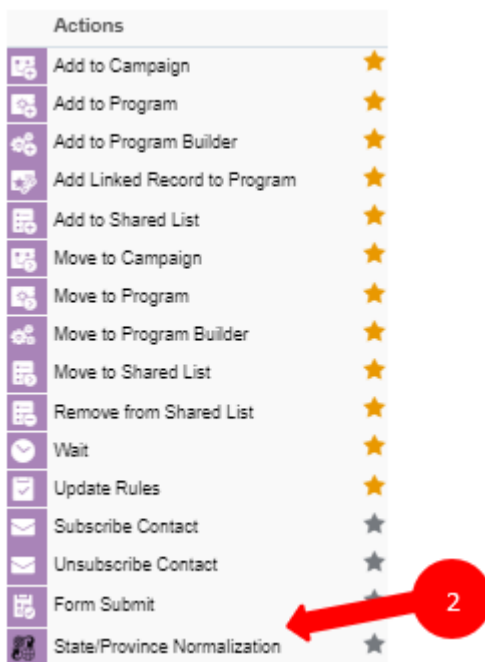 Actions
Add to Campaign
Add to Program
Add to Program Builder
Add Linked Record to Program
Add to Shared List
Move to Campaign
Move to Program
Move to Program Builder
Move to Shared List
Remove from Shared List
Wait
Update Rules
Subscribe Contact
Unsubscribe Contact
Form Submit
2
State/Province Normalization